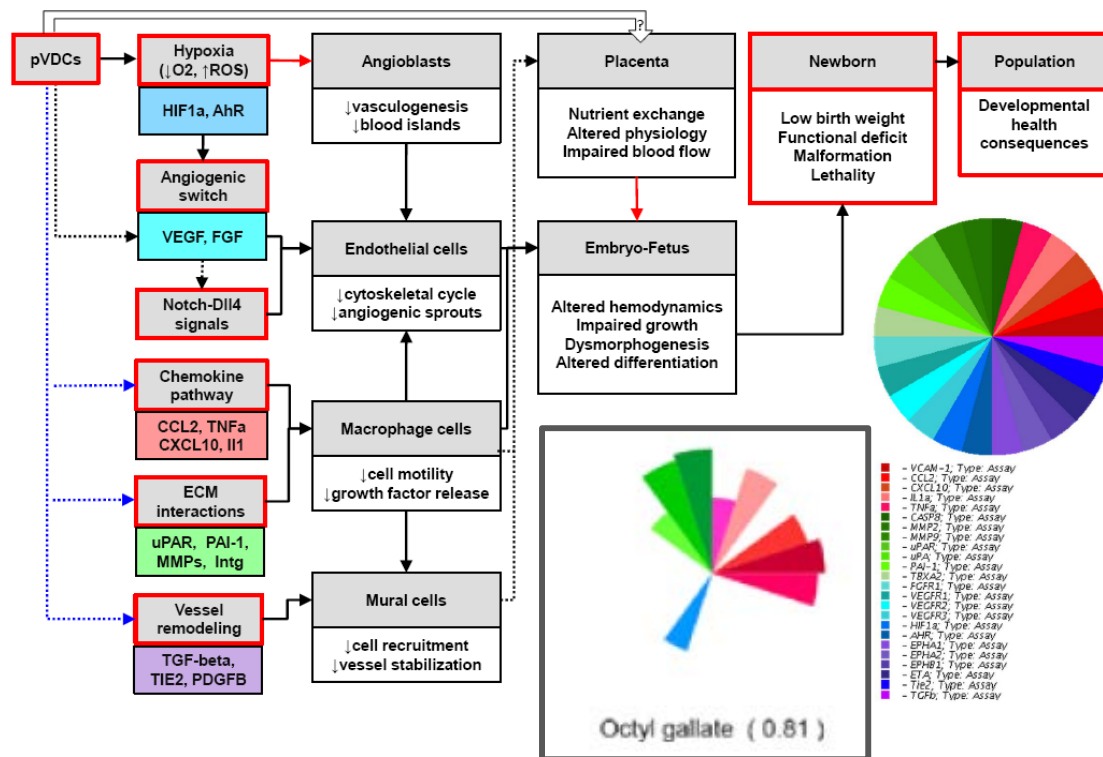 ?
pVDCs
Hypoxia
(↓O2, ↑ROS)
HIF1a, AhR
Angiogenic
switch
VEGF, FGF
Notch-Dll4
signals
Chemokine
pathway
CCL2, TNFa
CXCL10, Il1
ECM
interactions
uPAR, PAI-1,
MMPs, Intg
Vessel
remodeling
TGF-beta,
TIE2, PDGFB
Angioblasts
↓vasculogenesis
↓blood islands
Endothelial cells
↓cytoskeletal cycle
↓angiogenic sprouts
Macrophage cells
↓cell motility
↓growth factor release
Mural cells
↓cell recruitment
↓vessel stabilization
Placenta
Nutrient exchange
Altered physiology
Impaired blood flow
Embryo-Fetus
Altered hemodynamics
Impaired growth
Dysmorphogenesis
Altered differentiation
Newborn
Low birth weight
Functional deficit
Malformation
Lethality
Population
Developmental
health
consequences
Octyl gallate ( 0.81 )
– VCAM-1; Type: Assay
– CCL2; Type: Assay
– CXCL10; Type: Assay
– IL1a; Type: Assay
– TNFa; Type: Assay
– CASP8; Type: Assay
– MMP2; Type: Assay
– MMP9; Type: Assay
– uPAR; Type: Assay
– uPA; Type: Assay
– PAI-1; Type: Assay
– TBXA2; Type: Assay
– FGFR1; Type: Assay
– VEGFR1; Type: Assay
– VEGFR2; Type: Assay
– VEGFR3; Type: Assay
– HIF1a; Type: Assay
– AHR; Type: Assay
– EPHA1; Type: Assay
– EPHA2; Type: Assay
– EPHB1; Type: Assay
– ETA; Type: Assay
– Tie2; Type: Assay
– TGFb; Type: Assay